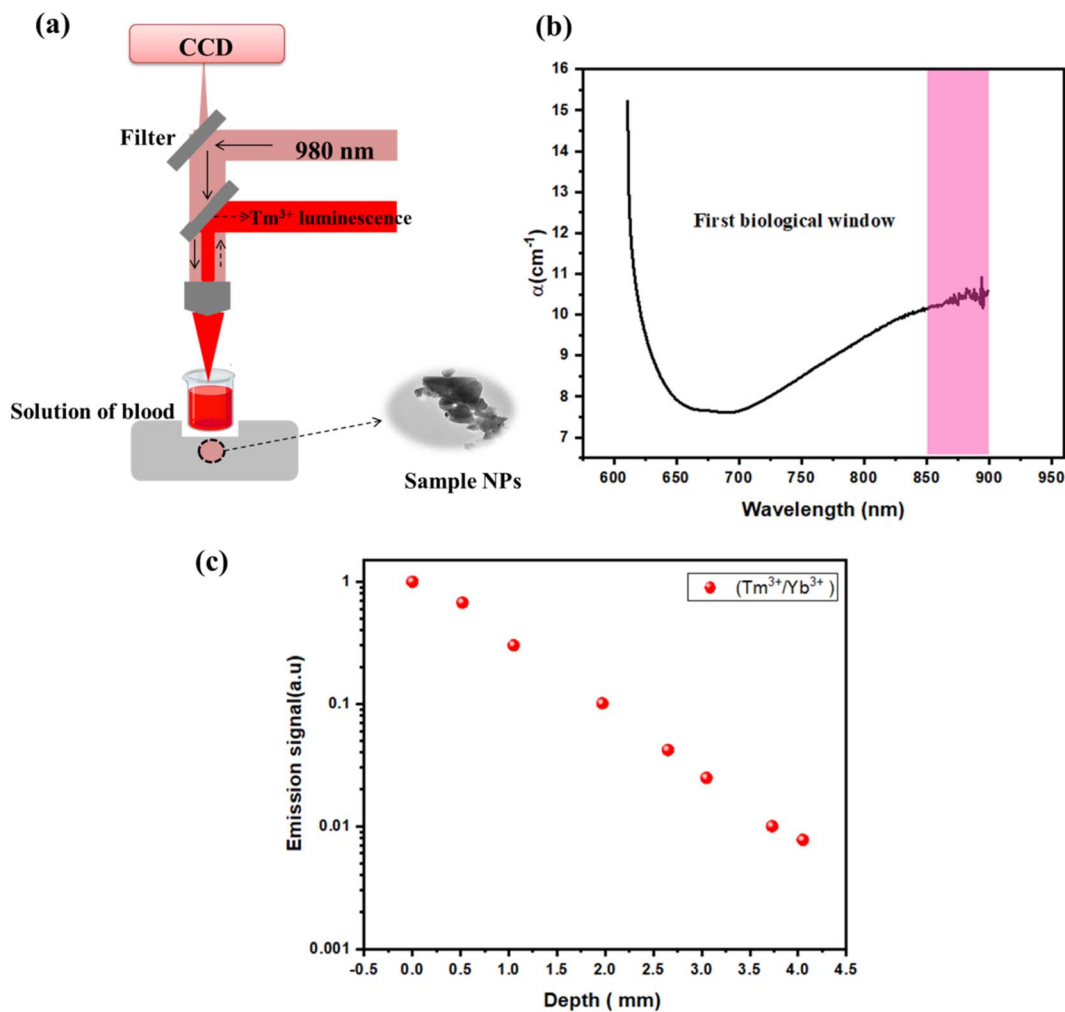 (a)
CCD
Filter
980 nm
Tm³⁺ luminescence
Solution of blood
Sample NPs
(b)
16
15
14
13
12
11
10
9
8
7
α(cm⁻¹)
First biological window
600 650 700 750 800 850 900 950
Wavelength (nm)
(c)
(Tm³⁺/Yb³⁺ )
1
0.1
0.01
0.001
Emission signal(a.u)
-0.5 0.0 0.5 1.0 1.5 2.0 2.5 3.0 3.5 4.0 4.5
Depth ( mm)